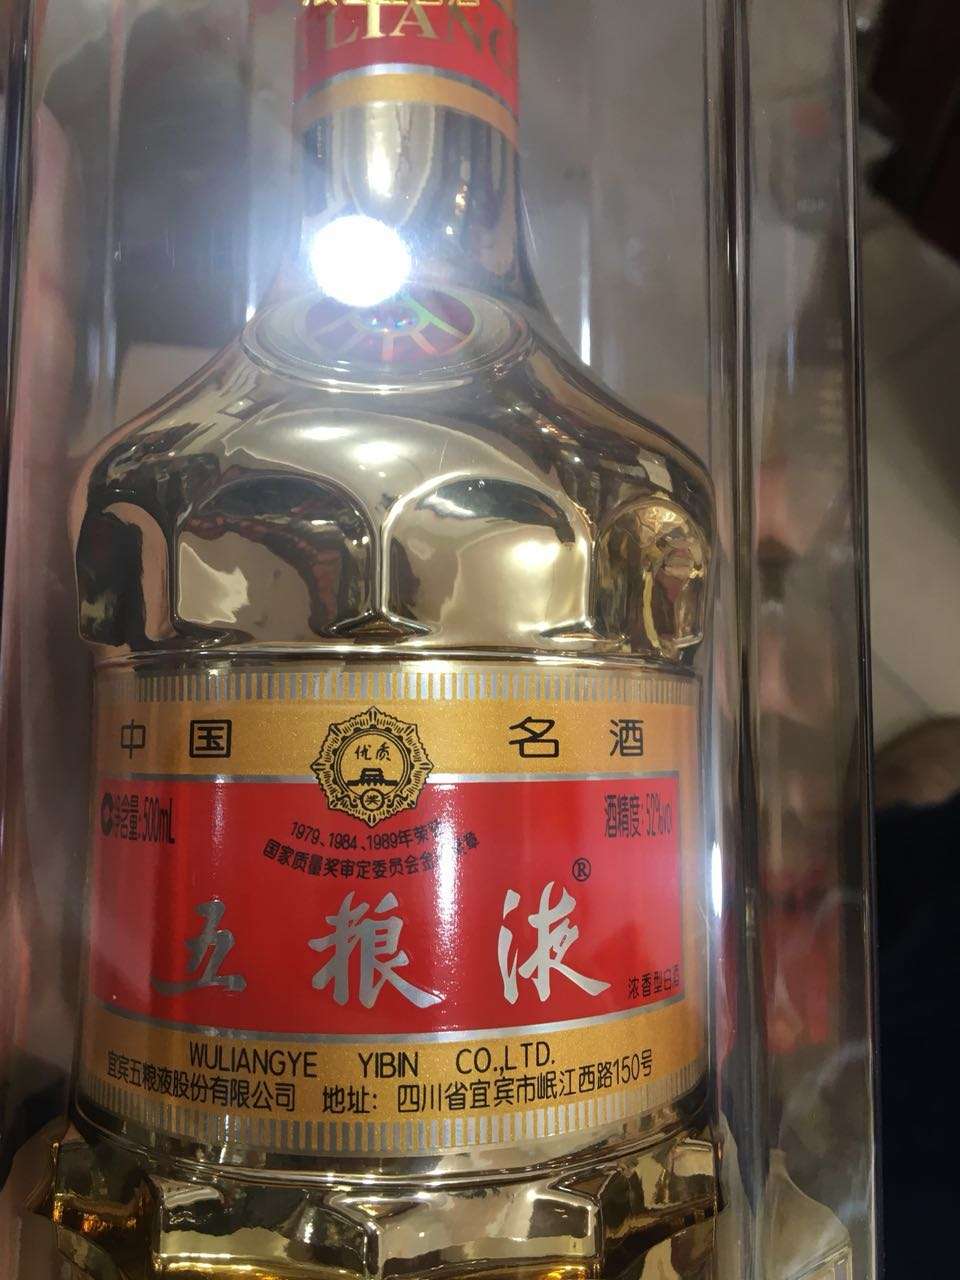 LIANG
中国 名酒
优质
奖
净含量:500mL
酒精度:52%vol
1979、1984、1989年荣获
国家质量奖审定委员会金质奖章
五粮液®
浓香型白酒
WULIANGYE YIBIN CO.,LTD.
宜宾五粮液股份有限公司 地址：四川省宜宾市岷江西路150号